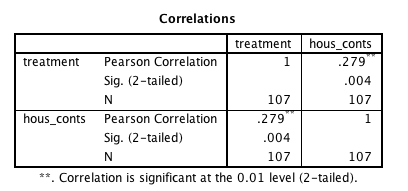 Correlations
treatment hous_conts
treatment Pearson Correlation 1 .279**
Sig. (2-tailed) .004
N 107 107
hous_conts Pearson Correlation .279** 1
Sig. (2-tailed) .004
N 107 107
**. Correlation is significant at the 0.01 level (2-tailed).